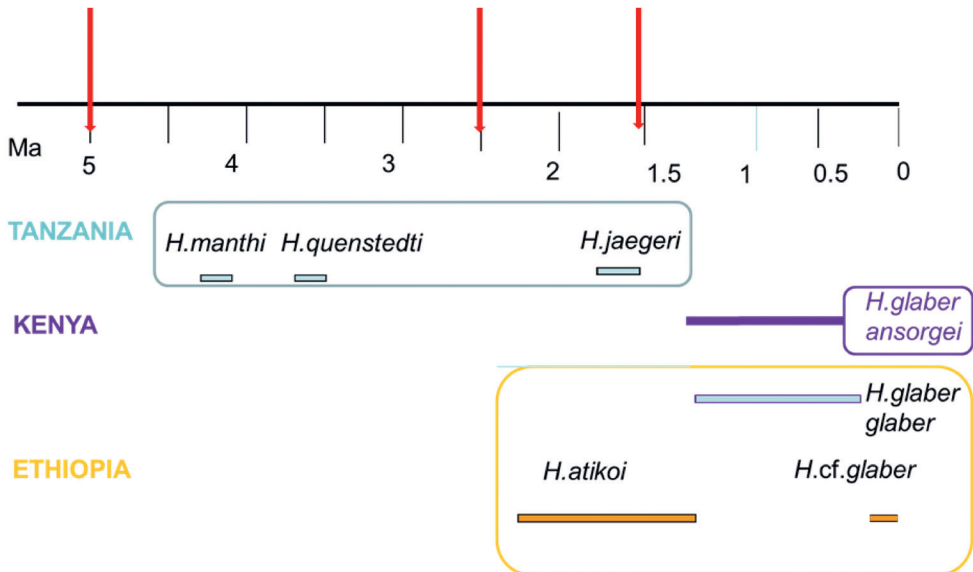 Ma
5 4 3 2 1.5 1 0.5 0
TANZANIA
H.manthi H.quenstedti H.jaegeri
KENYA
H.glaber
ansorgei
H.glaber
glaber
ETHIOPIA
H.atikoi H.cf.glaber